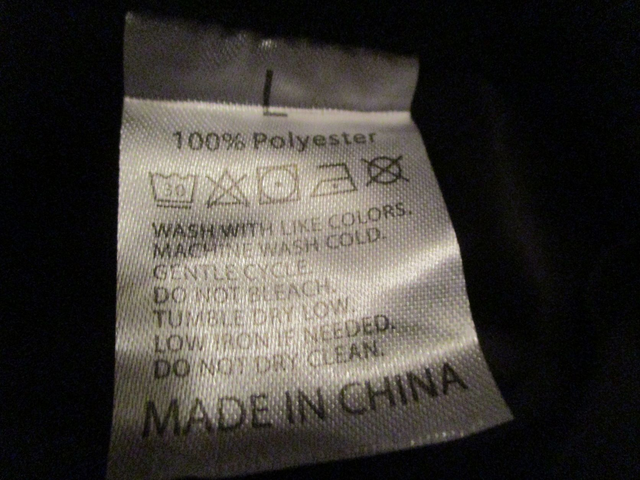 L
100% Polyester
30
WASH WITH LIKE COLORS.
MACHINE WASH COLD.
GENTLE CYCLE.
DO NOT BLEACH.
TUMBLE DRY LOW.
LOW IRON IF NEEDED.
DO NOT DRY CLEAN.
MADE IN CHINA